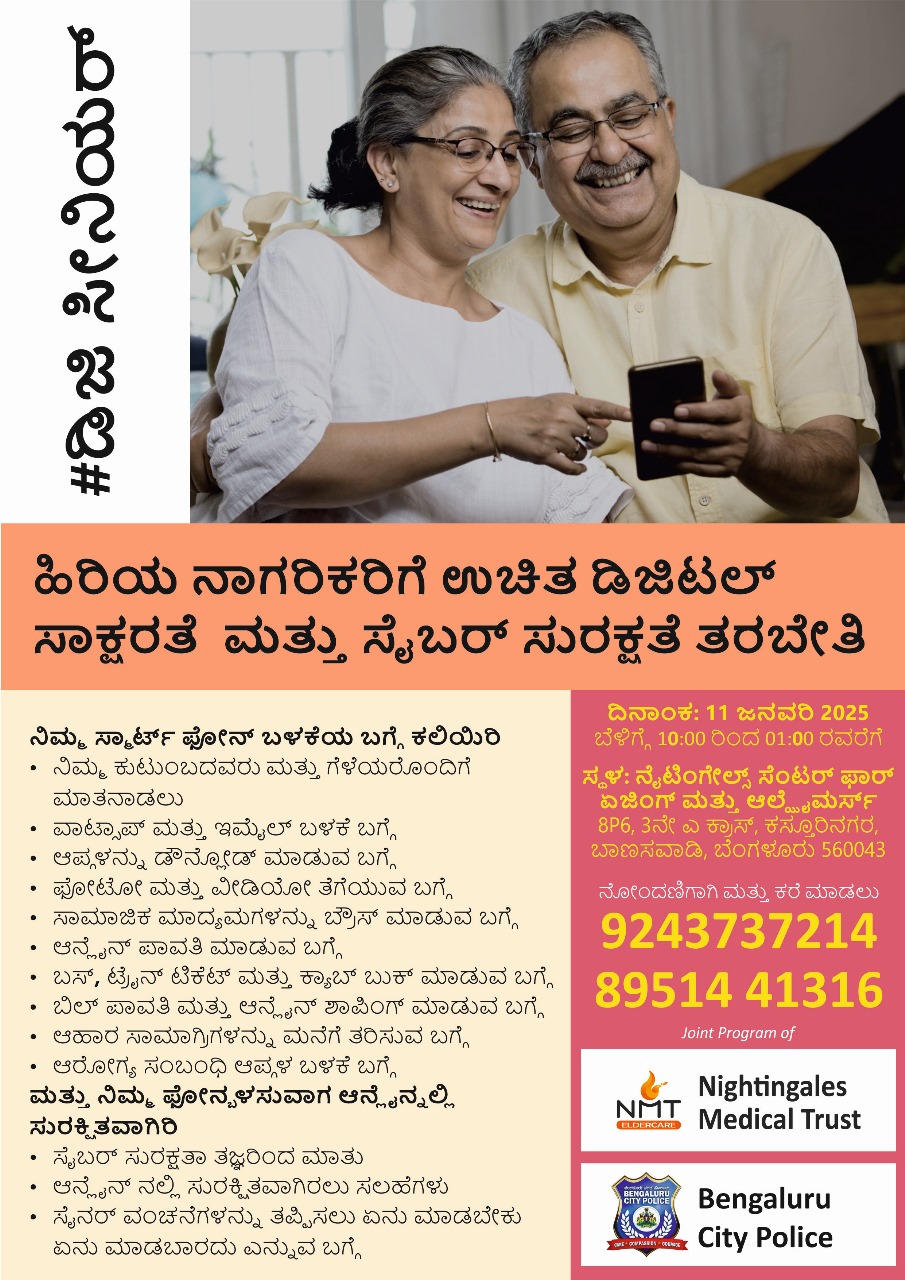 #ಡಿಜಿ ಸೀನಿಯರ್
ಹಿರಿಯ ನಾಗರಿಕರಿಗೆ ಉಚಿತ ಡಿಜಿಟಲ್
ಸಾಕ್ಷರತೆ ಮತ್ತು ಸೈಬರ್ ಸುರಕ್ಷತೆ ತರಬೇತಿ
ನಿಮ್ಮ ಸ್ಮಾರ್ಟ್ ಫೋನ್ ಬಳಕೆಯ ಬಗ್ಗೆ ಕಲಿಯಿರಿ
• ನಿಮ್ಮ ಕುಟುಂಬದವರು ಮತ್ತು ಗೆಳೆಯರೊಂದಿಗೆ
ಮಾತನಾಡಲು
• ವಾಟ್ಸಾಪ್ ಮತ್ತು ಇಮೈಲ್ ಬಳಕೆ ಬಗ್ಗೆ
• ಆಪ್ಗಳನ್ನು ಡೌನ್ಲೋಡ್ ಮಾಡುವ ಬಗ್ಗೆ
• ಫೋಟೋ ಮತ್ತು ವೀಡಿಯೋ ತೆಗೆಯುವ ಬಗ್ಗೆ
• ಸಾಮಾಜಿಕ ಮಾದ್ಯಮಗಳನ್ನು ಬ್ರೌಸ್ ಮಾಡುವ ಬಗ್ಗೆ
• ಆನ್ಲೈನ್ ಪಾವತಿ ಮಾಡುವ ಬಗ್ಗೆ
• ಬಸ್, ಟ್ರೈನ್ ಟಿಕೆಟ್ ಮತ್ತು ಕ್ಯಾಬ್ ಬುಕ್ ಮಾಡುವ ಬಗ್ಗೆ
• ಬಿಲ್ ಪಾವತಿ ಮತ್ತು ಆನ್ಲೈನ್ ಶಾಪಿಂಗ್ ಮಾಡುವ ಬಗ್ಗೆ
• ಆಹಾರ ಸಾಮಾಗ್ರಿಗಳನ್ನು ಮನೆಗೆ ತರಿಸುವ ಬಗ್ಗೆ
• ಆರೋಗ್ಯ ಸಂಬಂಧಿ ಆಪ್ಗಳ ಬಳಕೆ ಬಗ್ಗೆ
ಮತ್ತು ನಿಮ್ಮ ಫೋನ್ಬಳಸುವಾಗ ಆನ್ಲೈನ್ನಲ್ಲಿ
ಸುರಕ್ಷಿತವಾಗಿರಿ
• ಸೈಬರ್ ಸುರಕ್ಷತಾ ತಜ್ಞರಿಂದ ಮಾತು
• ಆನ್ಲೈನ್ ನಲ್ಲಿ ಸುರಕ್ಷಿತವಾಗಿರಲು ಸಲಹೆಗಳು
• ಸೈನರ್ ವಂಚನೆಗಳನ್ನು ತಪ್ಪಿಸಲು ಏನು ಮಾಡಬೇಕು
ಏನು ಮಾಡಬಾರದು ಎನ್ನುವ ಬಗ್ಗೆ
ದಿನಾಂಕ: 11 ಜನವರಿ 2025
ಬೆಳಿಗ್ಗೆ 10:00 ರಿಂದ 01:00 ರವರೆಗೆ
ಸ್ಥಳ: ನೈಟಿಂಗೇಲ್ಸ್ ಸೆಂಟರ್ ಫಾರ್
ಏಜಿಂಗ್ ಮತ್ತು ಆಲ್ಝೈಮರ್ಸ್
8P6, 3ನೇ ಎ ಕ್ರಾಸ್, ಕಸ್ತೂರಿನಗರ,
ಬಾಣಸವಾಡಿ, ಬೆಂಗಳೂರು 560043
ನೋಂದಣಿಗಾಗಿ ಮತ್ತು ಕರೆ ಮಾಡಲು
9243737214
89514 41316
Joint Program of
NMT
ELDERCARE
Nightingales
Medical Trust
BENGALURU
CITY POLICE
CARE • COMPASSION • COURAGE
Bengaluru
City Police